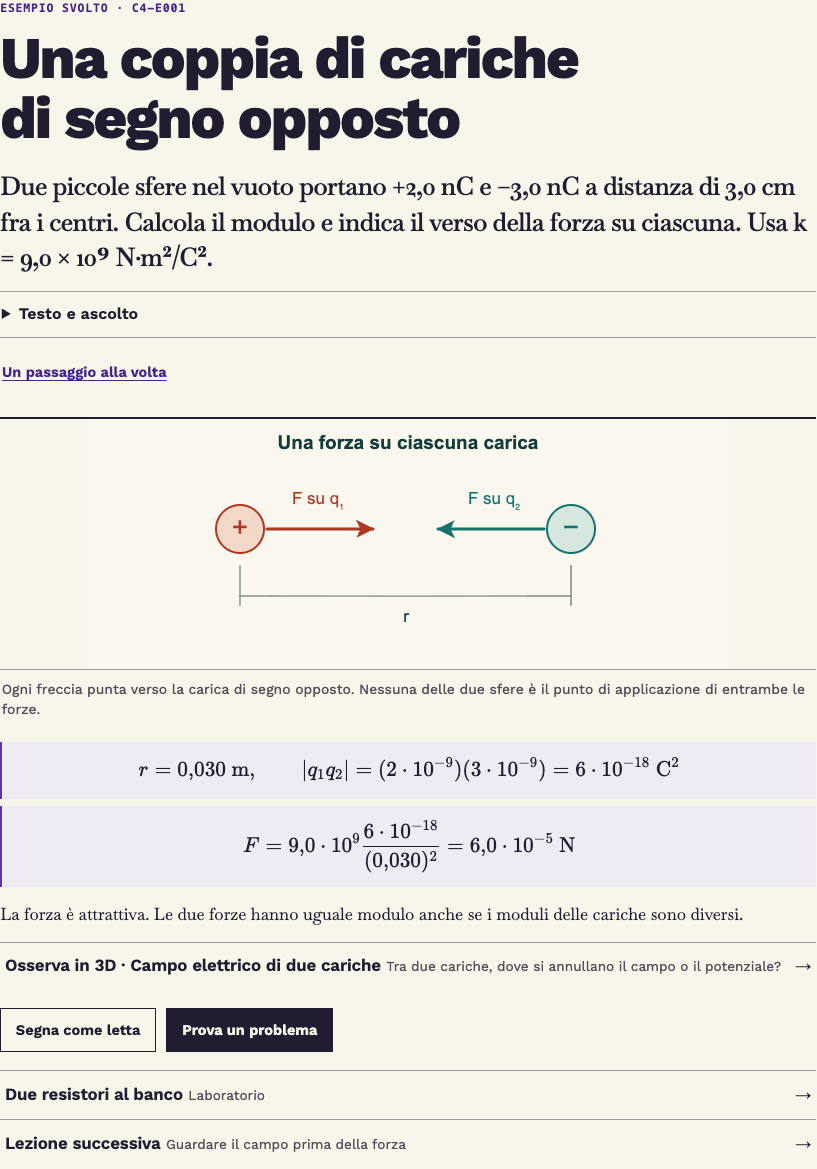 ESEMPIO SVOLTO · C4-E001
Una coppia di cariche
di segno opposto
Due piccole sfere nel vuoto portano +2,0 nC e −3,0 nC a distanza di 3,0 cm
fra i centri. Calcola il modulo e indica il verso della forza su ciascuna. Usa k
= 9,0 × 10⁹ N·m²/C².
▶ Testo e ascolto
Un passaggio alla volta
Una forza su ciascuna carica
F su q₁ F su q₂
+ −
r
Ogni freccia punta verso la carica di segno opposto. Nessuna delle due sfere è il punto di applicazione di entrambe le
forze.
r = 0,030 m, |q₁q₂| = (2 · 10⁻⁹)(3 · 10⁻⁹) = 6 · 10⁻¹⁸ C²
F = 9,0 · 10⁹ 6 · 10⁻¹⁸ / (0,030)² = 6,0 · 10⁻⁵ N
La forza è attrattiva. Le due forze hanno uguale modulo anche se i moduli delle cariche sono diversi.
Osserva in 3D · Campo elettrico di due cariche Tra due cariche, dove si annullano il campo o il potenziale? →
Segna come letta Prova un problema
Due resistori al banco Laboratorio →
Lezione successiva Guardare il campo prima della forza →